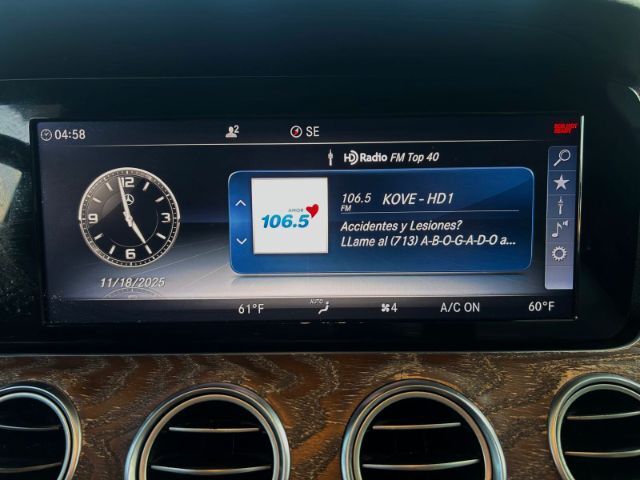 04:58
2
SE
HD Radio FM Top 40
12
3
6
9
AMOR
106.5
106.5 KOVE - HD1
FM
Accidentes y Lesiones?
LLame al (713) A-B-O-G-A-D-O a...
11/18/2025
61°F
AUTO
4
A/C ON
60°F